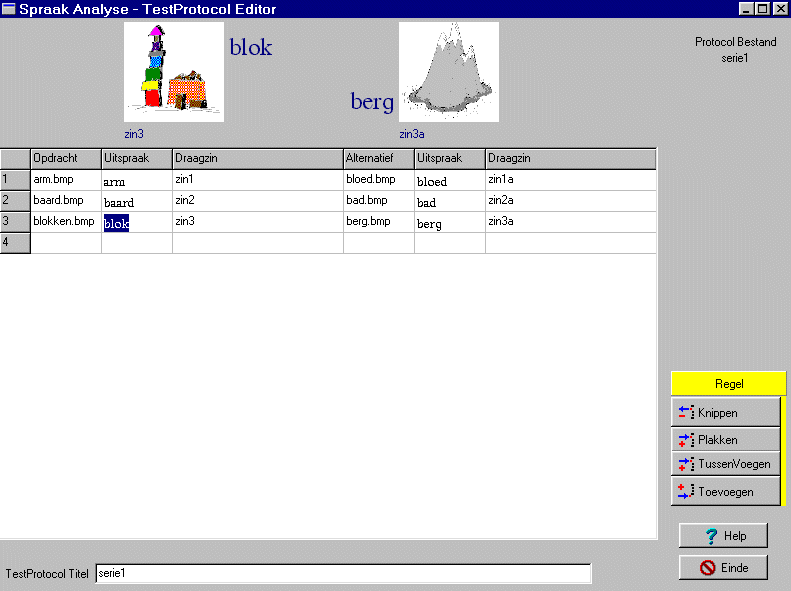 Spraak Analyse - TestProtocol Editor
blok
berg
Protocol Bestand
serie1
zin3
zin3a
Opdracht Uitspraak Draagzin Alternatief Uitspraak Draagzin
1 arm.bmp arm zin1 bloed.bmp bloed zin1a
2 baard.bmp baard zin2 bad.bmp bad zin2a
3 blokken.bmp blok zin3 berg.bmp berg zin3a
4
Regel
Knippen
Plakken
TussenVoegen
Toevoegen
? Help
Einde
TestProtocol Titel serie1